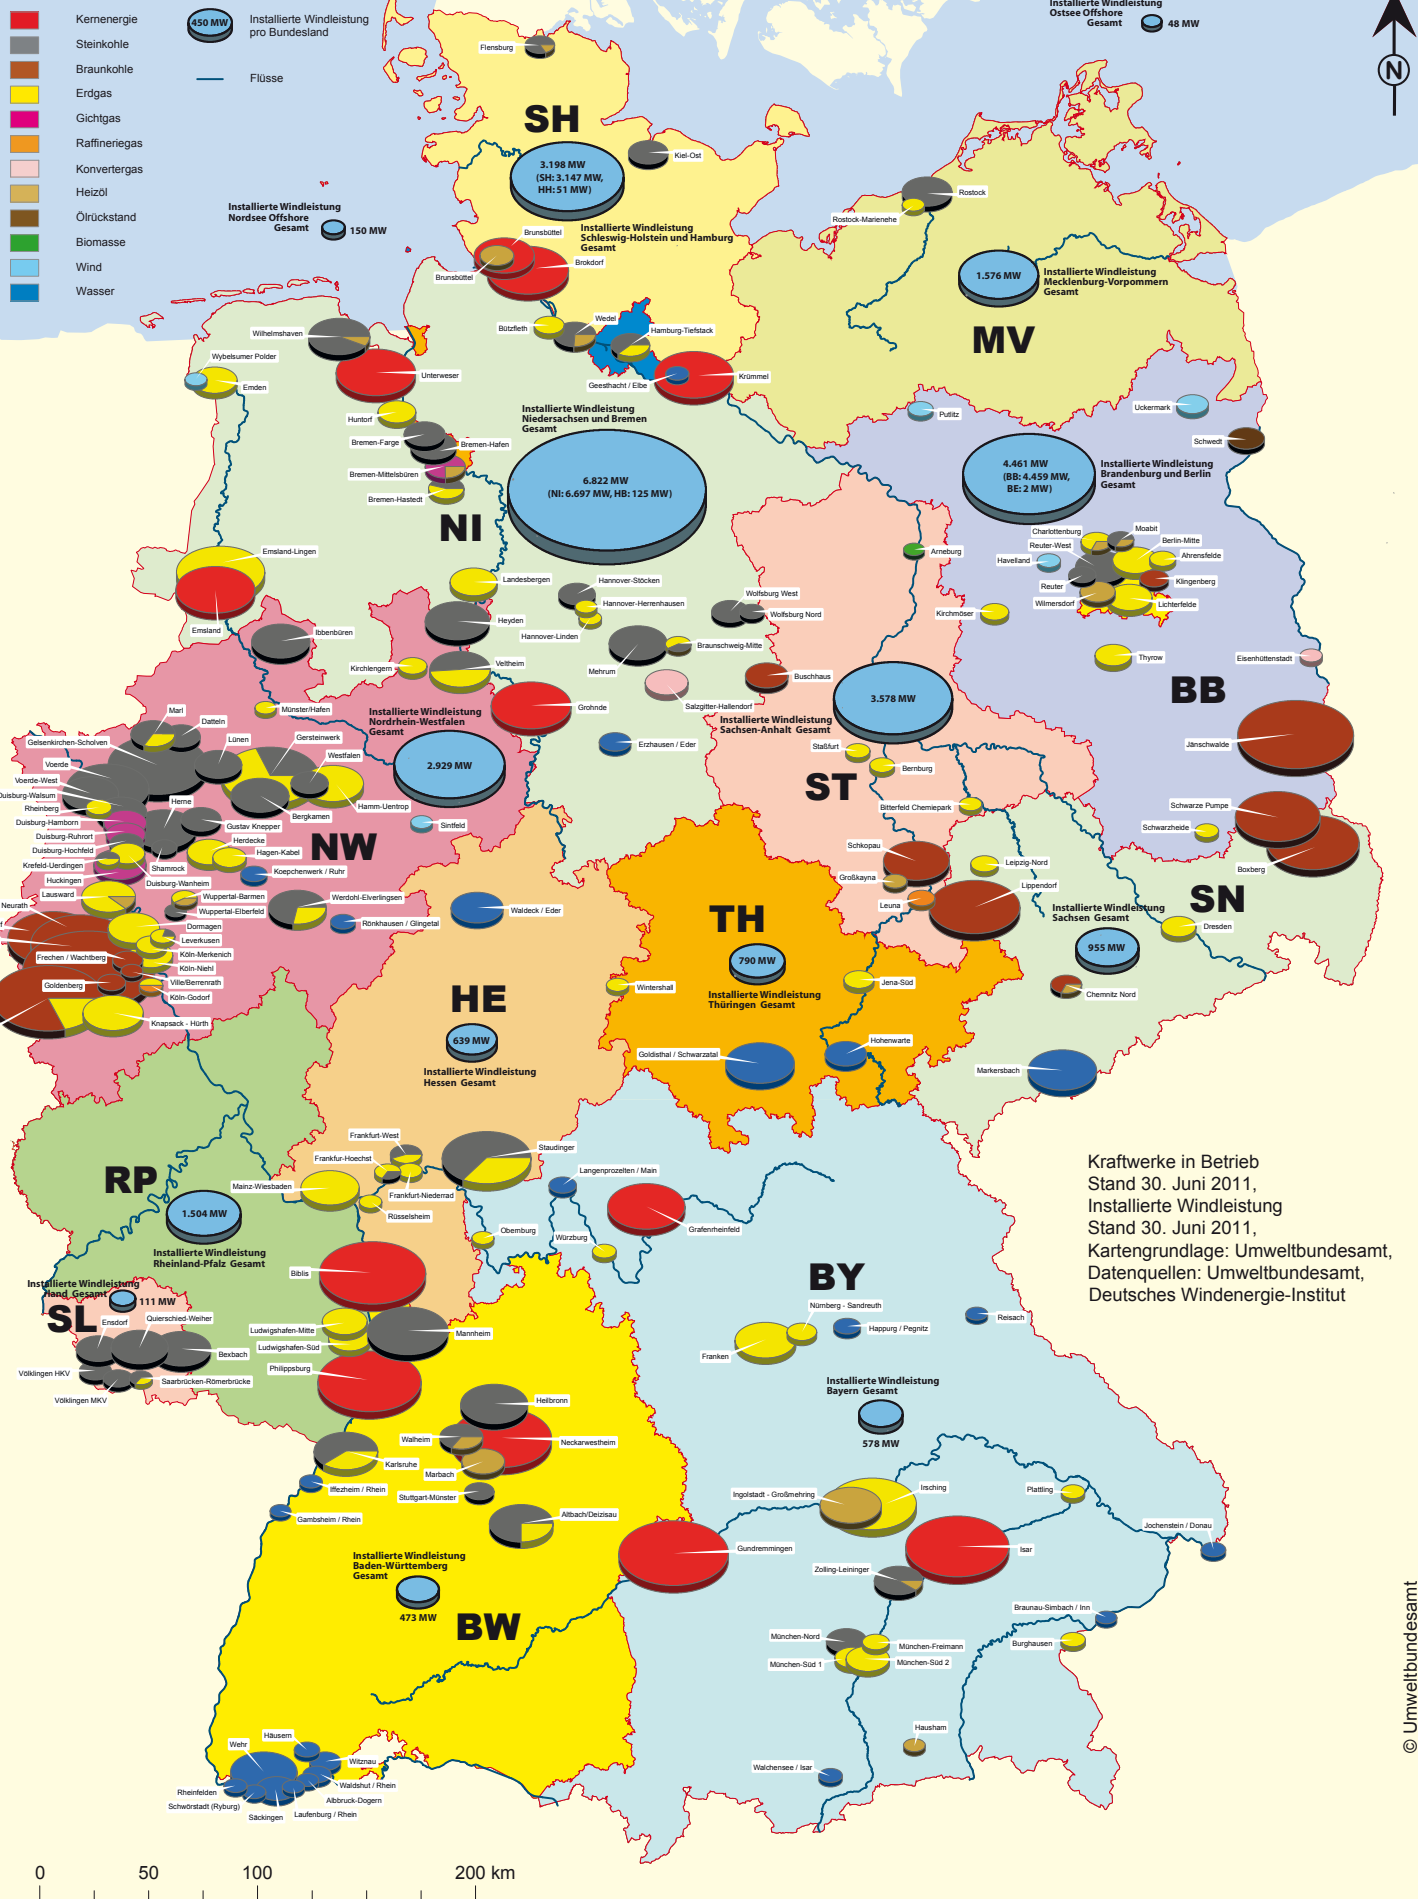 Kernenergie
Steinkohle
Braunkohle
Erdgas
Gichtgas
Raffineriegas
Konvertergas
Heizöl
Ölrückstand
Biomasse
Wind
Wasser
450 MW
Installierte Windleistung
pro Bundesland
Flüsse
Installierte Windleistung
Ostsee Offshore
Gesamt
48 MW
N
Flensburg
SH
3.198 MW
(SH: 3.147 MW,
HH: 51 MW)
Kiel-Ost
Installierte Windleistung
Nordsee Offshore
Gesamt
150 MW
Installierte Windleistung
Schleswig-Holstein und Hamburg
Gesamt
Brunsbüttel
Brokdorf
Brunsbüttel
Rostock
Rostock-Marienehe
1.576 MW
Installierte Windleistung
Mecklenburg-Vorpommern
Gesamt
MV
Wilhelmshaven
Wybelsumer Polder
Emden
Unterweser
Bützfleth
Wedel
Hamburg-Tiefstack
Geesthacht / Elbe
Krümmel
Huntorf
Bremen-Farge
Bremen-Hafen
Bremen-Mittelsbüren
Bremen-Hastedt
Installierte Windleistung
Niedersachsen und Bremen
Gesamt
6.822 MW
(NI: 6.697 MW, HB: 125 MW)
NI
Putlitz
Uckermark
Schwedt
4.461 MW
(BB: 4.459 MW,
BE: 2 MW)
Installierte Windleistung
Brandenburg und Berlin
Gesamt
Emsland-Lingen
Emsland
Landesbergen
Hannover-Stöcken
Hannover-Herrenhausen
Hannover-Linden
Wolfsburg West
Wolfsburg Nord
Arneburg
Charlottenburg
Moabit
Reuter-West
Berlin-Mitte
Ahrensfelde
Havelland
Reuter
Klingenberg
Wilmersdorf
Lichterfelde
Kirchmöser
Thyrow
Eisenhüttenstadt
BB
Jänschwalde
Ibbenbüren
Heyden
Kirchlengern
Veltheim
Mehrum
Braunschweig-Mitte
Salzgitter-Hallendorf
Buschhaus
Münster/Hafen
Installierte Windleistung
Nordrhein-Westfalen
Gesamt
2.929 MW
Grohnde
Erzhausen / Eder
Installierte Windleistung
Sachsen-Anhalt Gesamt
3.578 MW
Staßfurt
Bernburg
ST
Bitterfeld Chemiepark
Schwarze Pumpe
Schwarzheide
Boxberg
Marl
Datteln
Gelsenkirchen-Scholven
Lünen
Gersteinwerk
Westfalen
Voerde
Voerde-West
Duisburg-Walsum
Rheinberg
Duisburg-Hamborn
Herne
Gustav Knepper
Bergkamen
Hamm-Uentrop
Sintfeld
NW
Duisburg-Ruhrort
Duisburg-Hochfeld
Krefeld-Uerdingen
Huckingen
Shamrock
Duisburg-Wanheim
Herdecke
Hagen-Kabel
Koepchenwerk / Ruhr
Lausward
Neurath
Wuppertal-Barmen
Wuppertal-Elberfeld
Werdohl-Elverlingsen
Rönkhausen / Glingetal
Dormagen
Leverkusen
Köln-Merkenich
Köln-Niehl
Frechen / Wachtberg
Ville/Berrenrath
Goldenberg
Köln-Godorf
Knapsack - Hürth
Waldeck / Eder
HE
639 MW
Installierte Windleistung
Hessen Gesamt
Schkopau
Großkayna
Leuna
Leipzig-Nord
Lippendorf
Installierte Windleistung
Sachsen Gesamt
955 MW
SN
Dresden
Chemnitz Nord
Markersbach
TH
790 MW
Installierte Windleistung
Thüringen Gesamt
Wintershall
Jena-Süd
Goldisthal / Schwarzatal
Hohenwarte
Kraftwerke in Betrieb
Stand 30. Juni 2011,
Installierte Windleistung
Stand 30. Juni 2011,
Kartengrundlage: Umweltbundesamt,
Datenquellen: Umweltbundesamt,
Deutsches Windenergie-Institut
Frankfurt-West
Frankfur-Hoechst
Frankfurt-Niederrad
Staudinger
Mainz-Wiesbaden
Rüsselsheim
RP
1.504 MW
Installierte Windleistung
Rheinland-Pfalz Gesamt
Langenprozelten / Main
Grafenrheinfeld
Obernburg
Würzburg
Biblis
111 MW
SL
Ensdorf
Quierschied-Weiher
Bexbach
Völklingen HKV
Völklingen MKV
Saarbrücken-Römerbrücke
Ludwigshafen-Mitte
Ludwigshafen-Süd
Mannheim
Philippsburg
BY
Nürnberg - Sandreuth
Happurg / Pegnitz
Reisach
Franken
Installierte Windleistung
Bayern Gesamt
578 MW
Heilbronn
Walheim
Neckarwestheim
Marbach
Karlsruhe
Stuttgart-Münster
Iffezheim / Rhein
Gambsheim / Rhein
Altbach/Deizisau
Installierte Windleistung
Baden-Württemberg
Gesamt
473 MW
BW
Gundremmingen
Ingolstadt - Großmehring
Irsching
Plattling
Isar
Jochenstein / Donau
Zolling-Leininger
Braunau-Simbach / Inn
Burghausen
München-Nord
München-Freimann
München-Süd 1
München-Süd 2
Hausham
Walchensee / Isar
Häusern
Wehr
Witznau
Waldshut / Rhein
Rheinfelden
Albbruck-Dogern
Schwörstadt (Ryburg)
Laufenburg / Rhein
Säckingen
© Umweltbundesamt
0 50 100 200 km